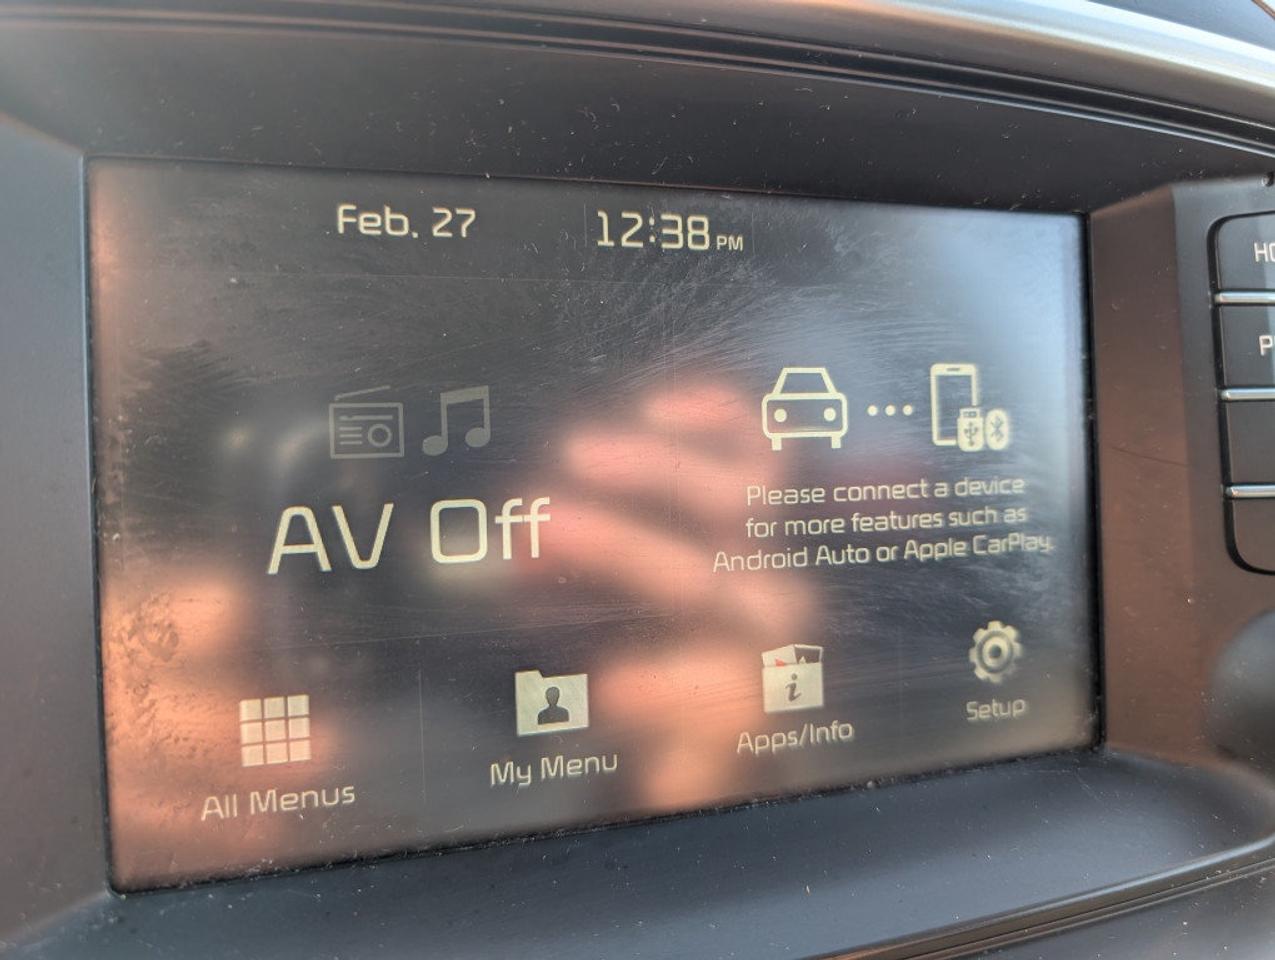 Feb. 27 12:38 PM
AV Off
Please connect a device
for more features such as
Android Auto or Apple CarPlay.
All Menus
My Menu
Apps/Info
Setup